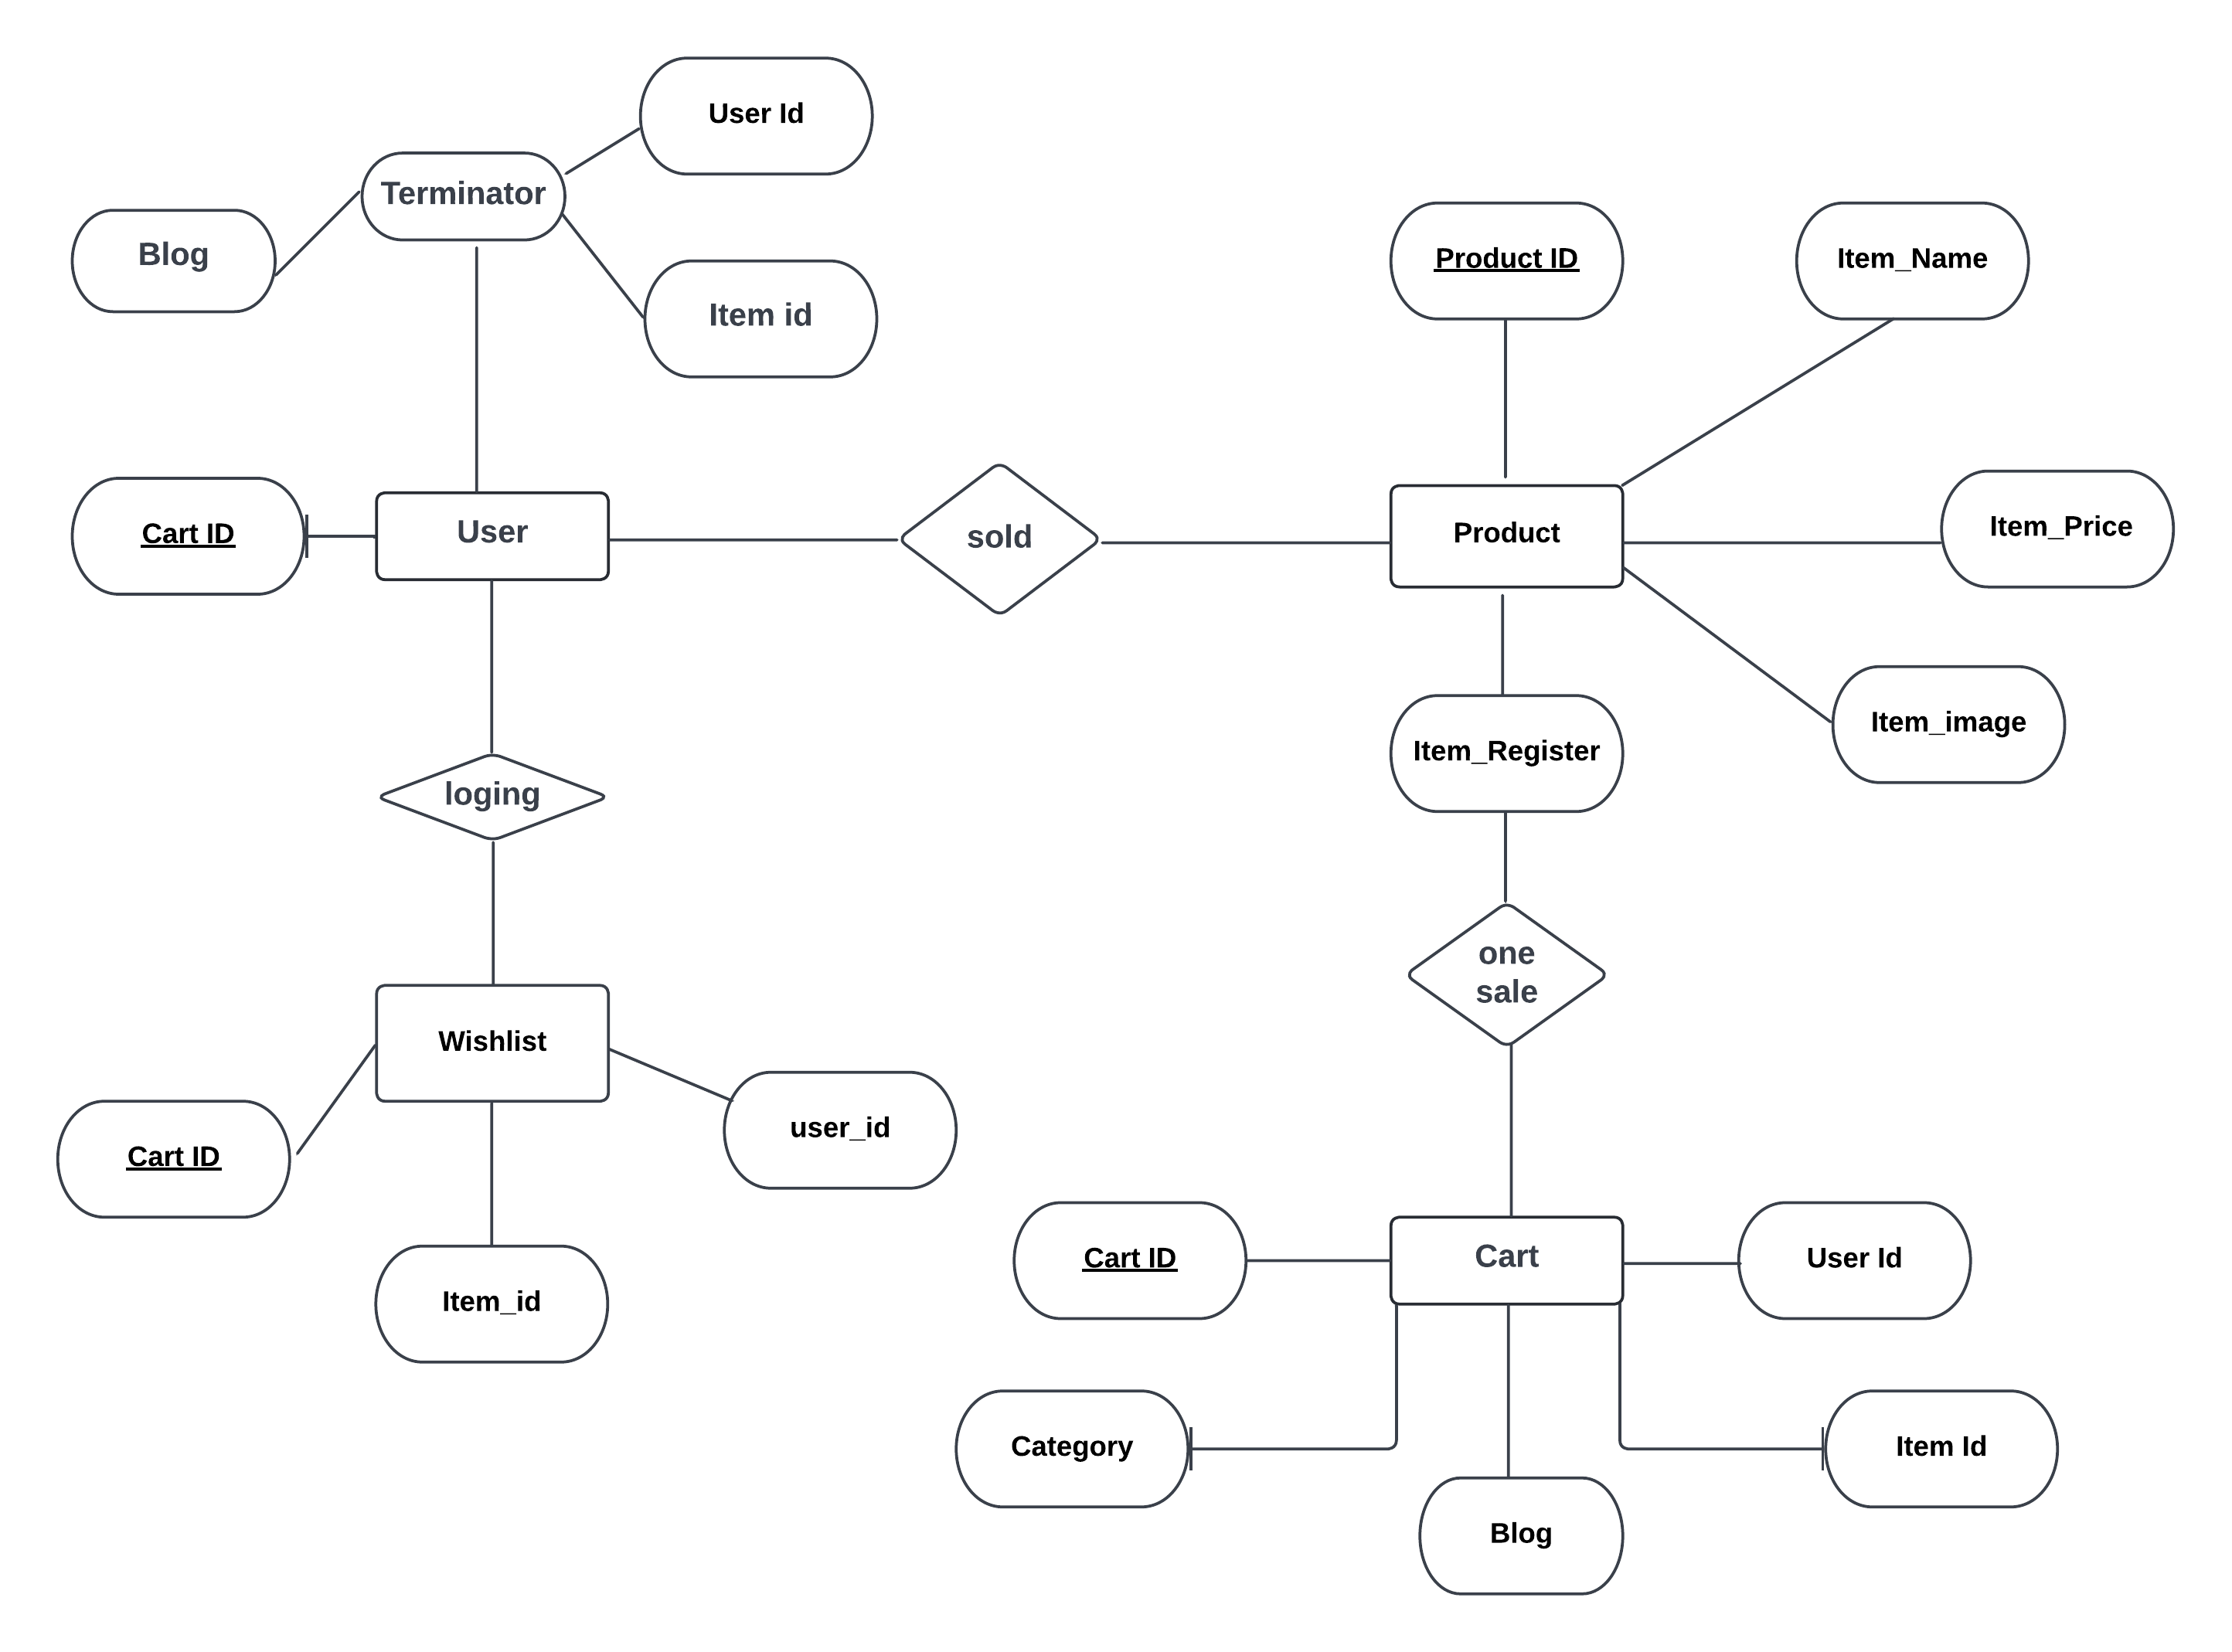 User Id
Terminator
Blog
Item id
Product ID
Item_Name
Cart ID
User
sold
Product
Item_Price
Item_image
Item_Register
loging
one
sale
Wishlist
user_id
Cart ID
Item_id
Cart ID
Cart
User Id
Category
Item Id
Blog